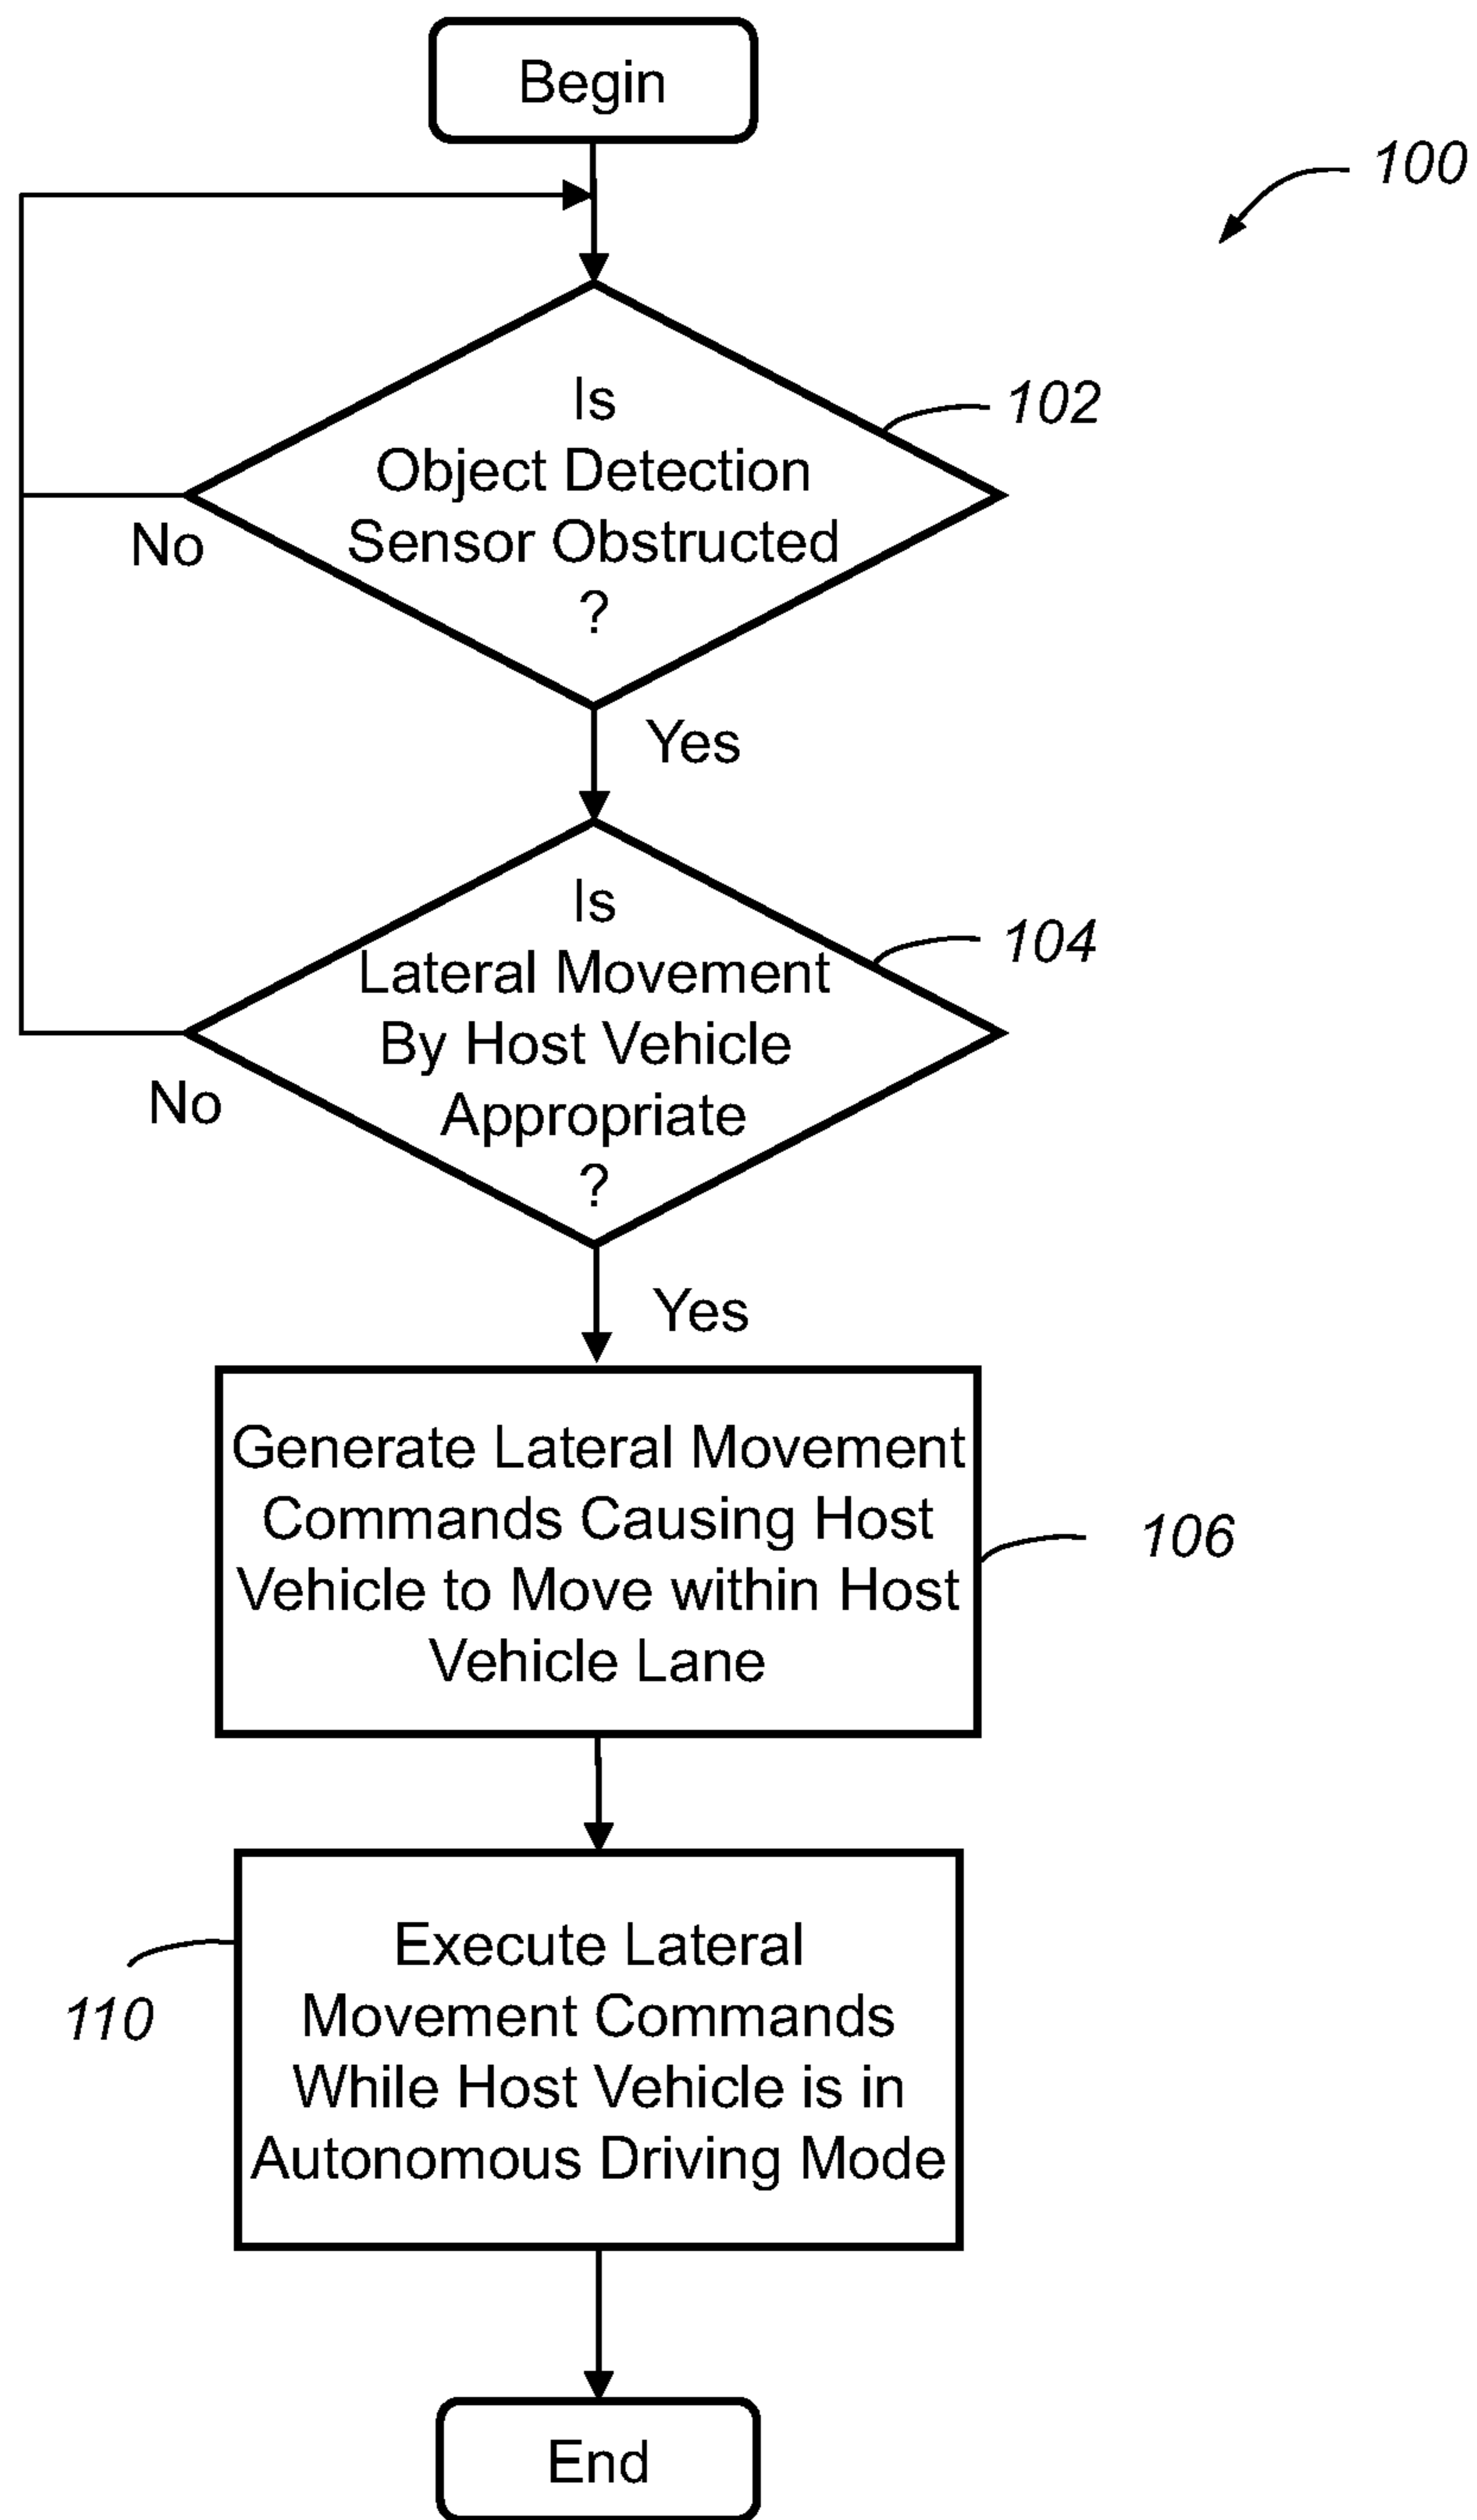 Begin
100
Is
Object Detection
Sensor Obstructed
?
102
No
Yes
Is
Lateral Movement
By Host Vehicle
Appropriate
?
104
No
Yes
Generate Lateral Movement
Commands Causing Host
Vehicle to Move within Host
Vehicle Lane
106
Execute Lateral
Movement Commands
While Host Vehicle is in
Autonomous Driving Mode
110
End